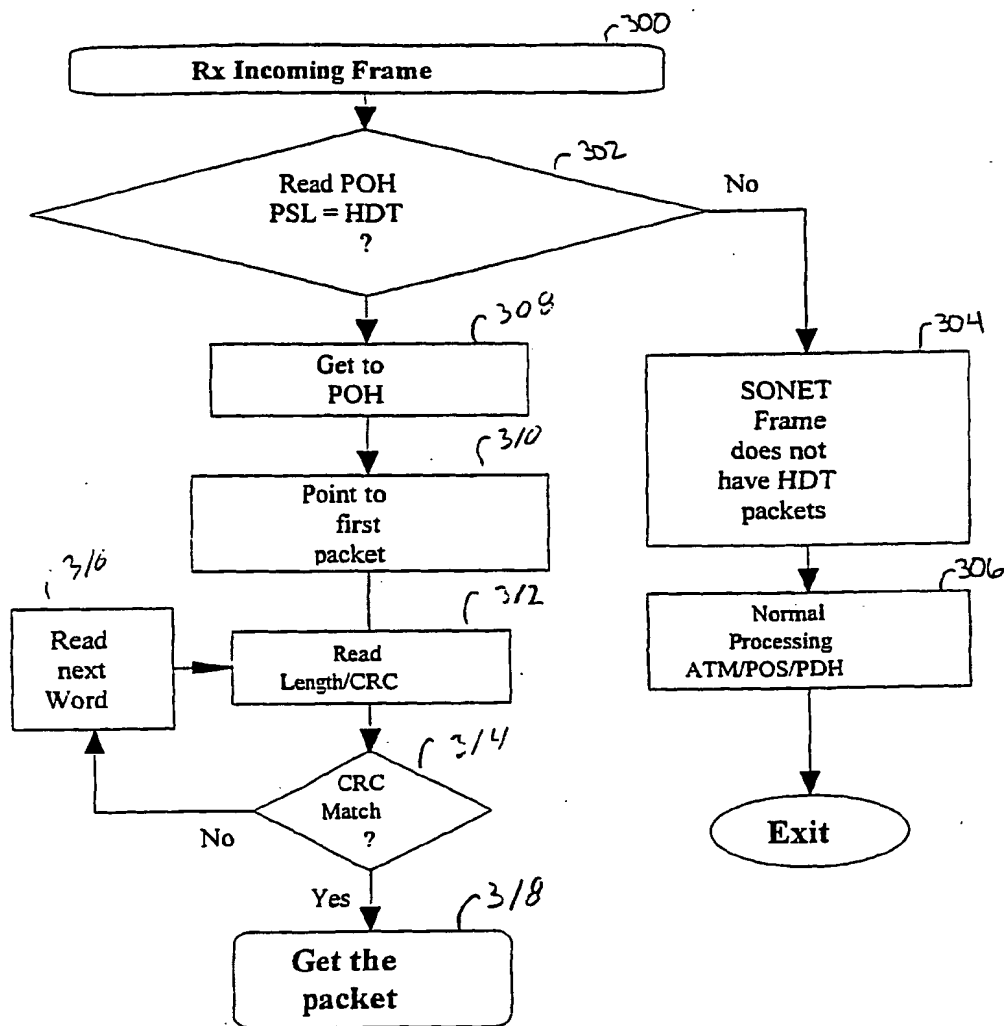 300
Rx Incoming Frame
302
Read POH
PSL = HDT
?
No
308
Get to
POH
304
SONET
Frame
does not
have HDT
packets
310
Point to
first
packet
316
Read
next
Word
312
Read
Length/CRC
306
Normal
Processing
ATM/POS/PDH
314
CRC
Match
?
No
Yes
Exit
318
Get the
packet